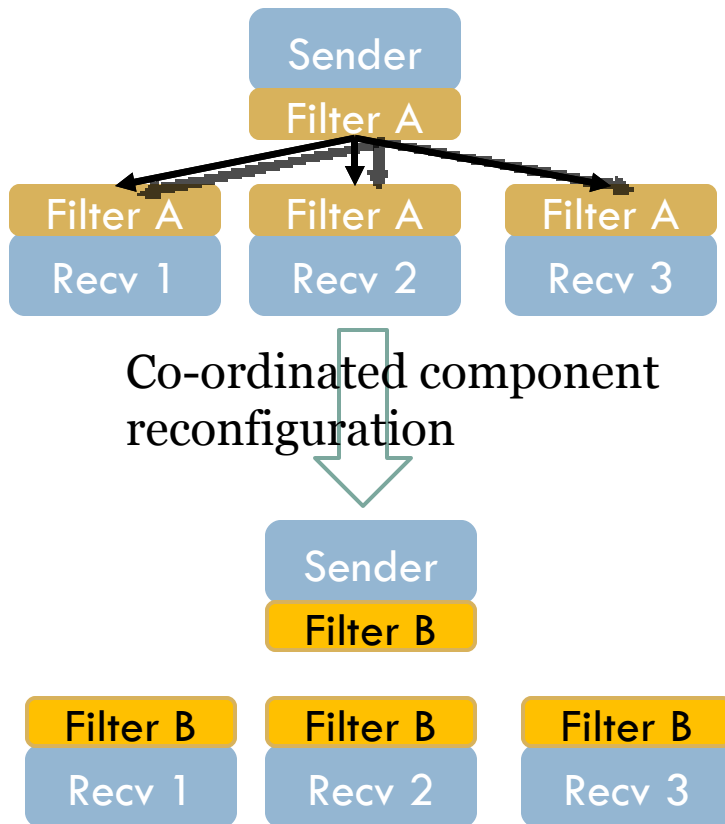 Sender
Filter A
Filter A Filter A Filter A
Recv 1 Recv 2 Recv 3
Co-ordinated component
reconfiguration
Sender
Filter B
Filter B Filter B Filter B
Recv 1 Recv 2 Recv 3